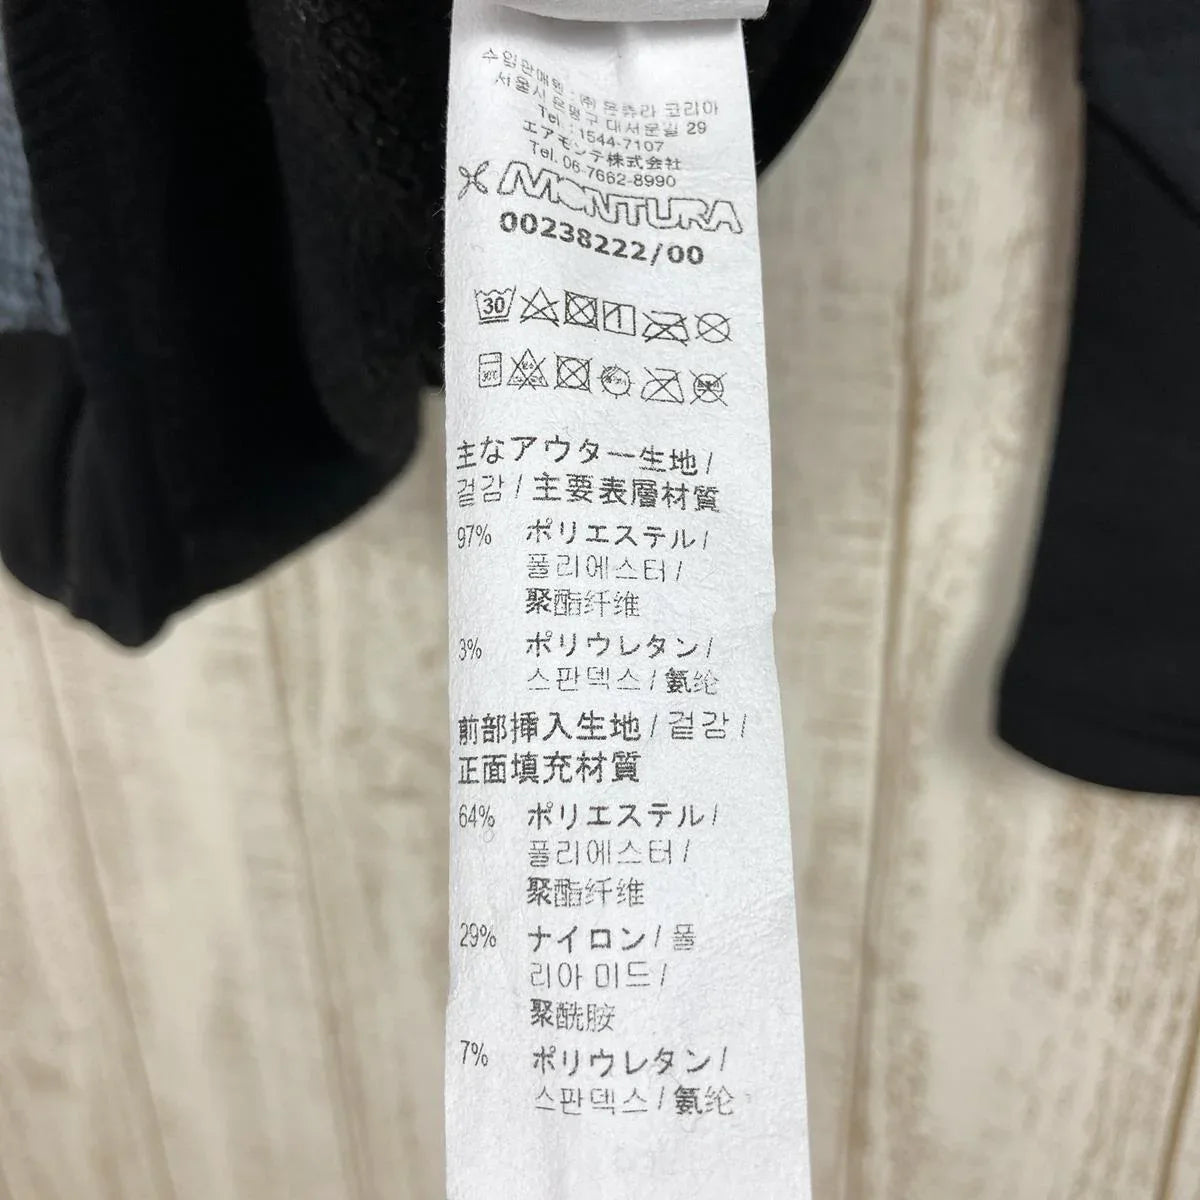 수입판매원 : ㈜ 몬츄라 코리아
서울시 은평구 대서문길 29
Tel : 1544-7107
エアモンテ株式会社
Tel. 06-7662-8990
MONTURA
00238222/00
30
30℃
主なアウター生地/
겉감 / 主要表層材質
97% ポリエステル/
폴리에스터/
聚酯纤维
3% ポリウレタン/
스판덱스/氨纶
前部挿入生地/겉감/
正面填充材質
64% ポリエステル/
폴리에스터/
聚酯纤维
29% ナイロン/폴
리아미드/
聚酰胺
7% ポリウレタン/
스판덱스/氨纶